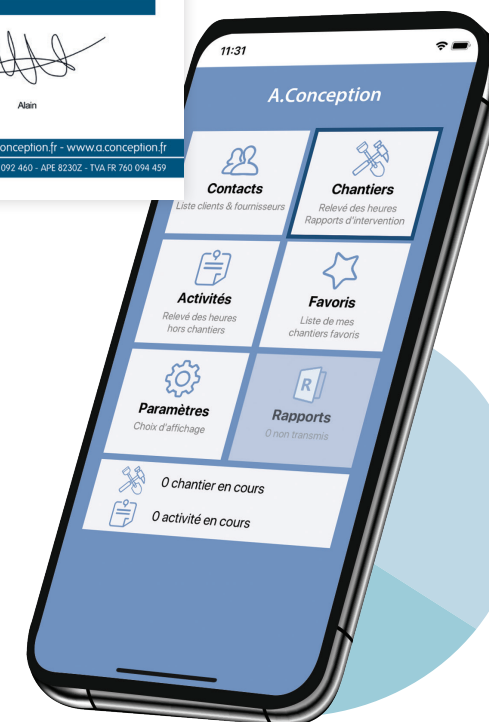 Alain
onception.fr - www.a.conception.fr
092 460 - APE 8230Z - TVA FR 760 094 459
11:31
A.Conception
Contacts
Liste clients & fournisseurs
Chantiers
Relevé des heures
Rapports d'intervention
Activités
Relevé des heures
hors chantiers
Favoris
Liste de mes
chantiers favoris
Paramètres
Choix d'affichage
R
Rapports
0 non transmis
0 chantier en cours
0 activité en cours